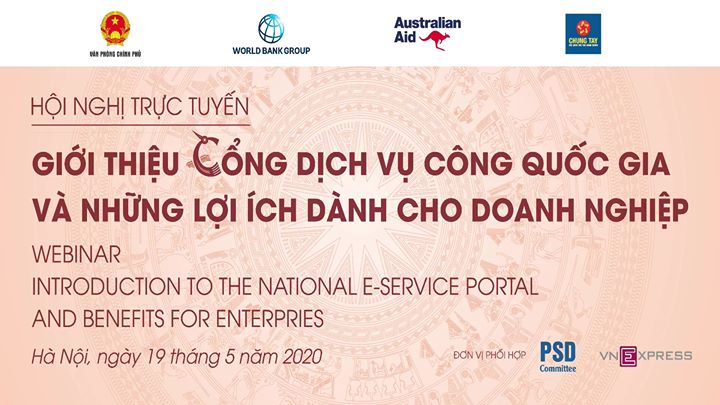 VĂN PHÒNG CHÍNH PHỦ
WORLD BANK GROUP
Australian
Aid
CHUNG TAY
HỘI NGHỊ TRỰC TUYẾN
GIỚI THIỆU CỔNG DỊCH VỤ CÔNG QUỐC GIA
VÀ NHỮNG LỢI ÍCH DÀNH CHO DOANH NGHIỆP
WEBINAR
INTRODUCTION TO THE NATIONAL E-SERVICE PORTAL
AND BENEFITS FOR ENTERPRIES
Hà Nội, ngày 19 tháng 5 năm 2020
ĐƠN VỊ PHỐI HỢP
PSD
Committee
VNEXPRESS